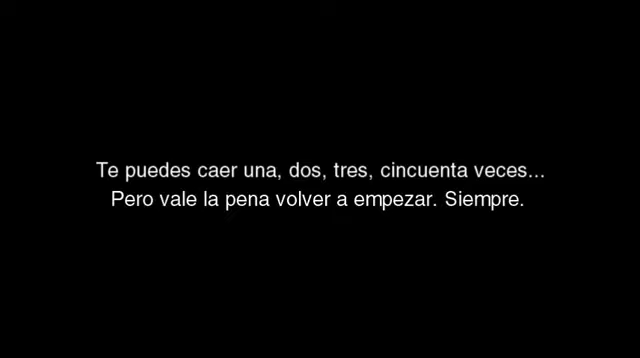 Te puedes caer una, dos, tres, cincuenta veces...
Pero vale la pena volver a empezar. Siempre.